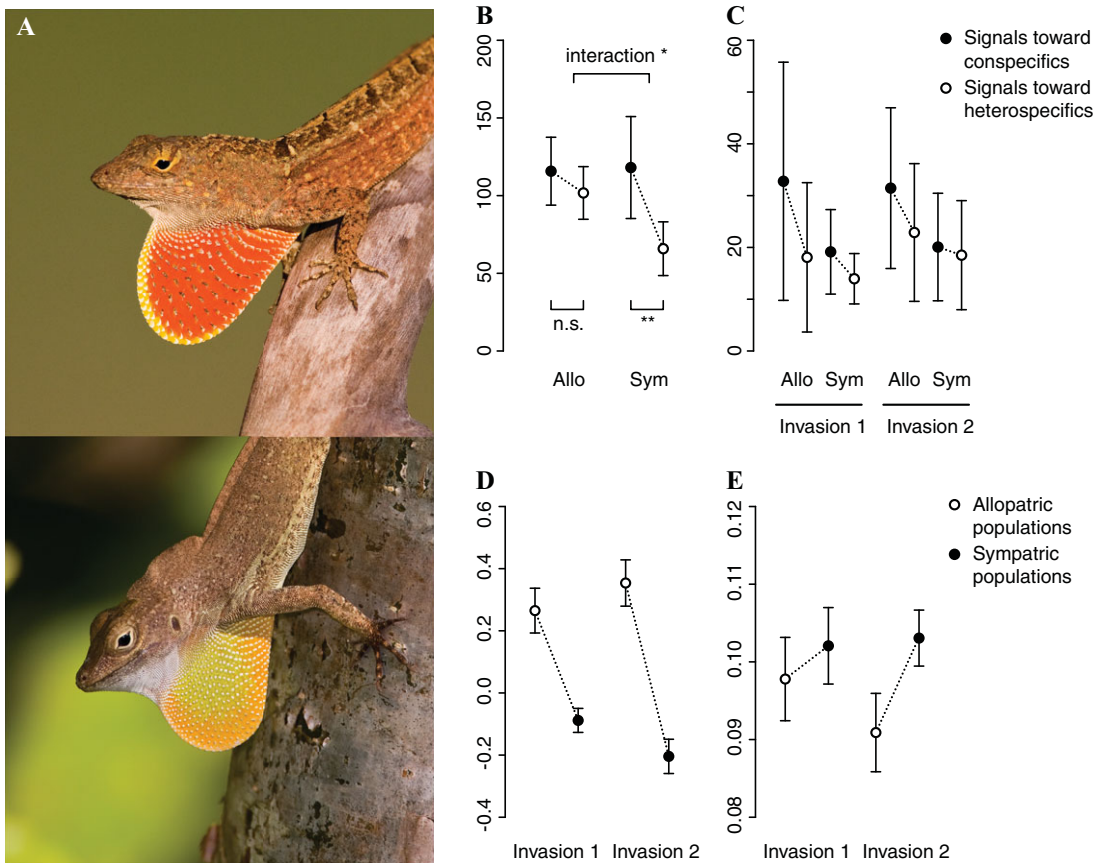 A
B
200
150
100
50
0
interaction *
n.s.
**
Allo
Sym
C
60
40
20
0
Signals toward
conspecifics
Signals toward
heterospecifics
Allo Sym Allo Sym
Invasion 1 Invasion 2
D
0.6
0.4
0.2
0.0
-0.2
-0.4
Invasion 1 Invasion 2
E
0.12
0.11
0.10
0.09
0.08
Allopatric
populations
Sympatric
populations
Invasion 1 Invasion 2